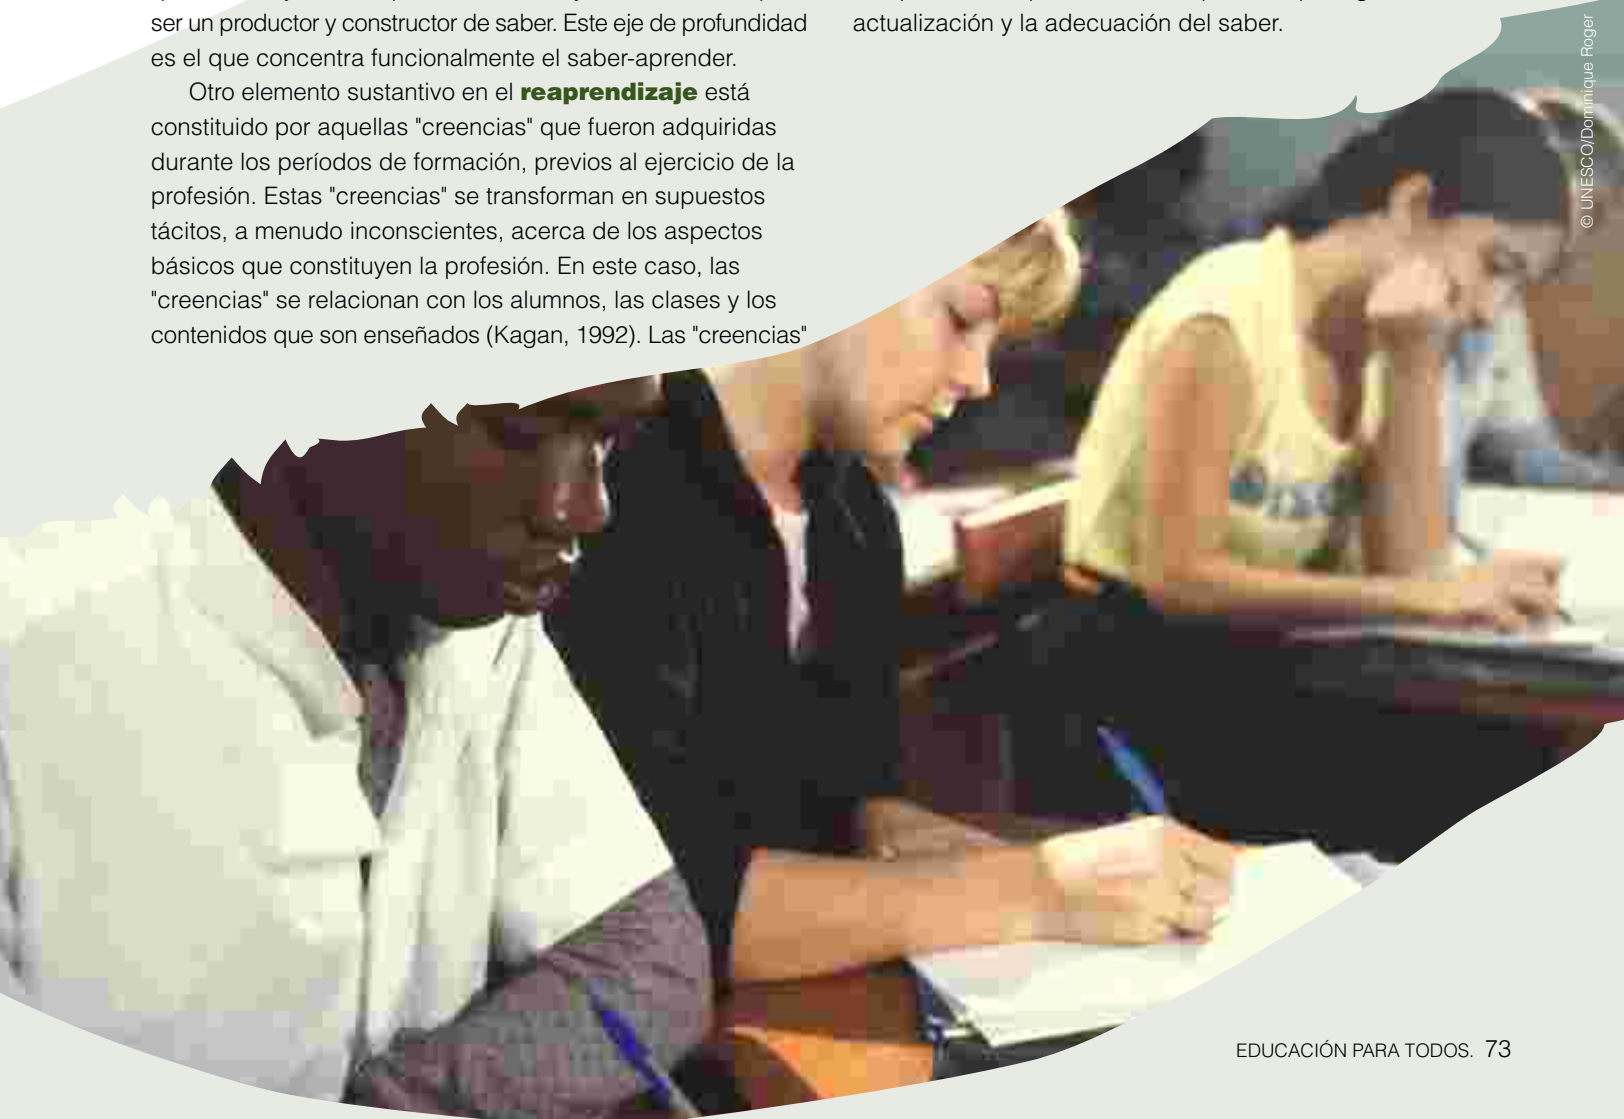 ser un productor y constructor de saber. Este eje de profundidad
es el que concentra funcionalmente el saber-aprender.
Otro elemento sustantivo en el reaprendizaje está
constituido por aquellas "creencias" que fueron adquiridas
durante los períodos de formación, previos al ejercicio de la
profesión. Estas "creencias" se transforman en supuestos
tácitos, a menudo inconscientes, acerca de los aspectos
básicos que constituyen la profesión. En este caso, las
"creencias" se relacionan con los alumnos, las clases y los
contenidos que son enseñados (Kagan, 1992). Las "creencias"
actualización y la adecuación del saber.
© UNESCO/Dominique Roger
EDUCACIÓN PARA TODOS. 73